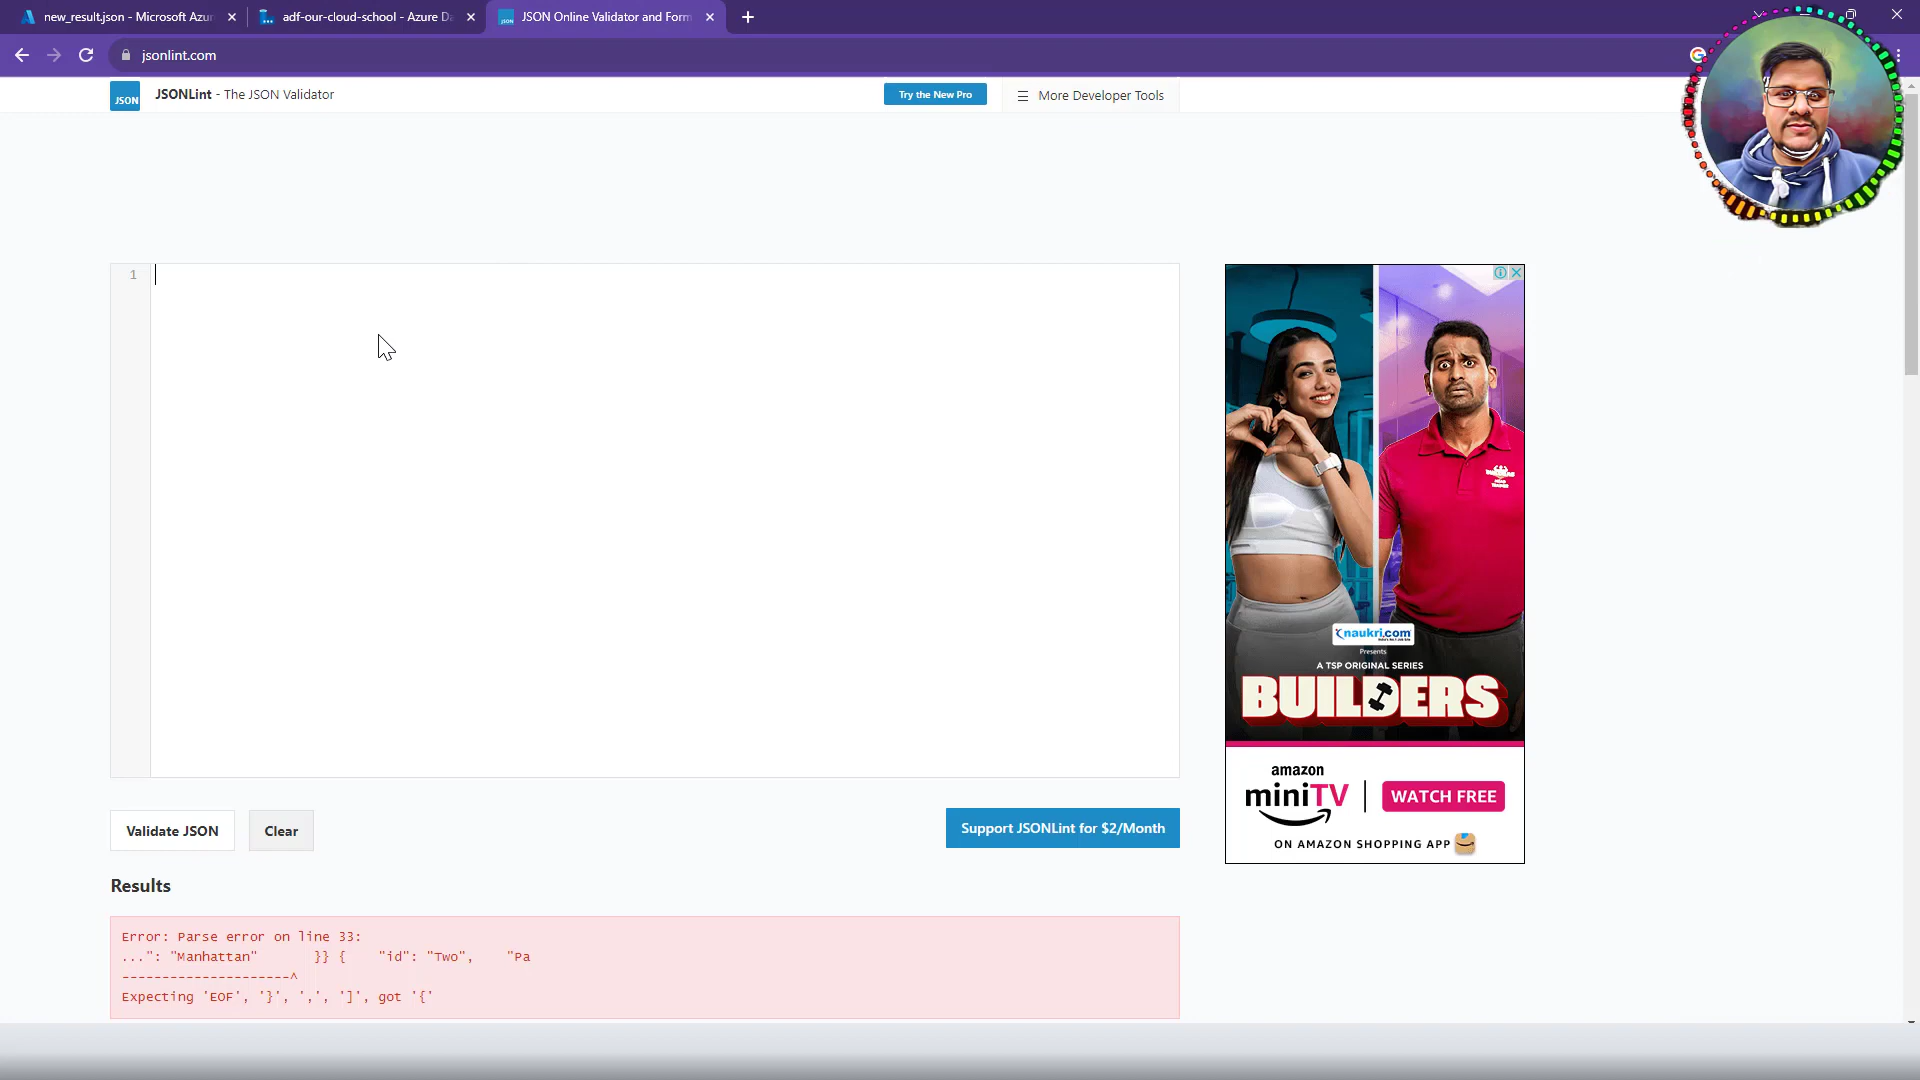 new_result.json - Microsoft Azur
adf-our-cloud-school - Azure Da
JSON Online Validator and Form
jsonlint.com
JSON
JSONLint - The JSON Validator
Try the New Pro
More Developer Tools
1
naukri.com
Presents
A TSP ORIGINAL SERIES
BUILDERS
amazon
miniTV
WATCH FREE
ON AMAZON SHOPPING APP
Validate JSON
Clear
Support JSONLint for $2/Month
Results
Error: Parse error on line 33:
...": "Manhattan" }} { "id": "Two", "Pa
----------------------^
Expecting 'EOF', '}', ',', ']', got '{'